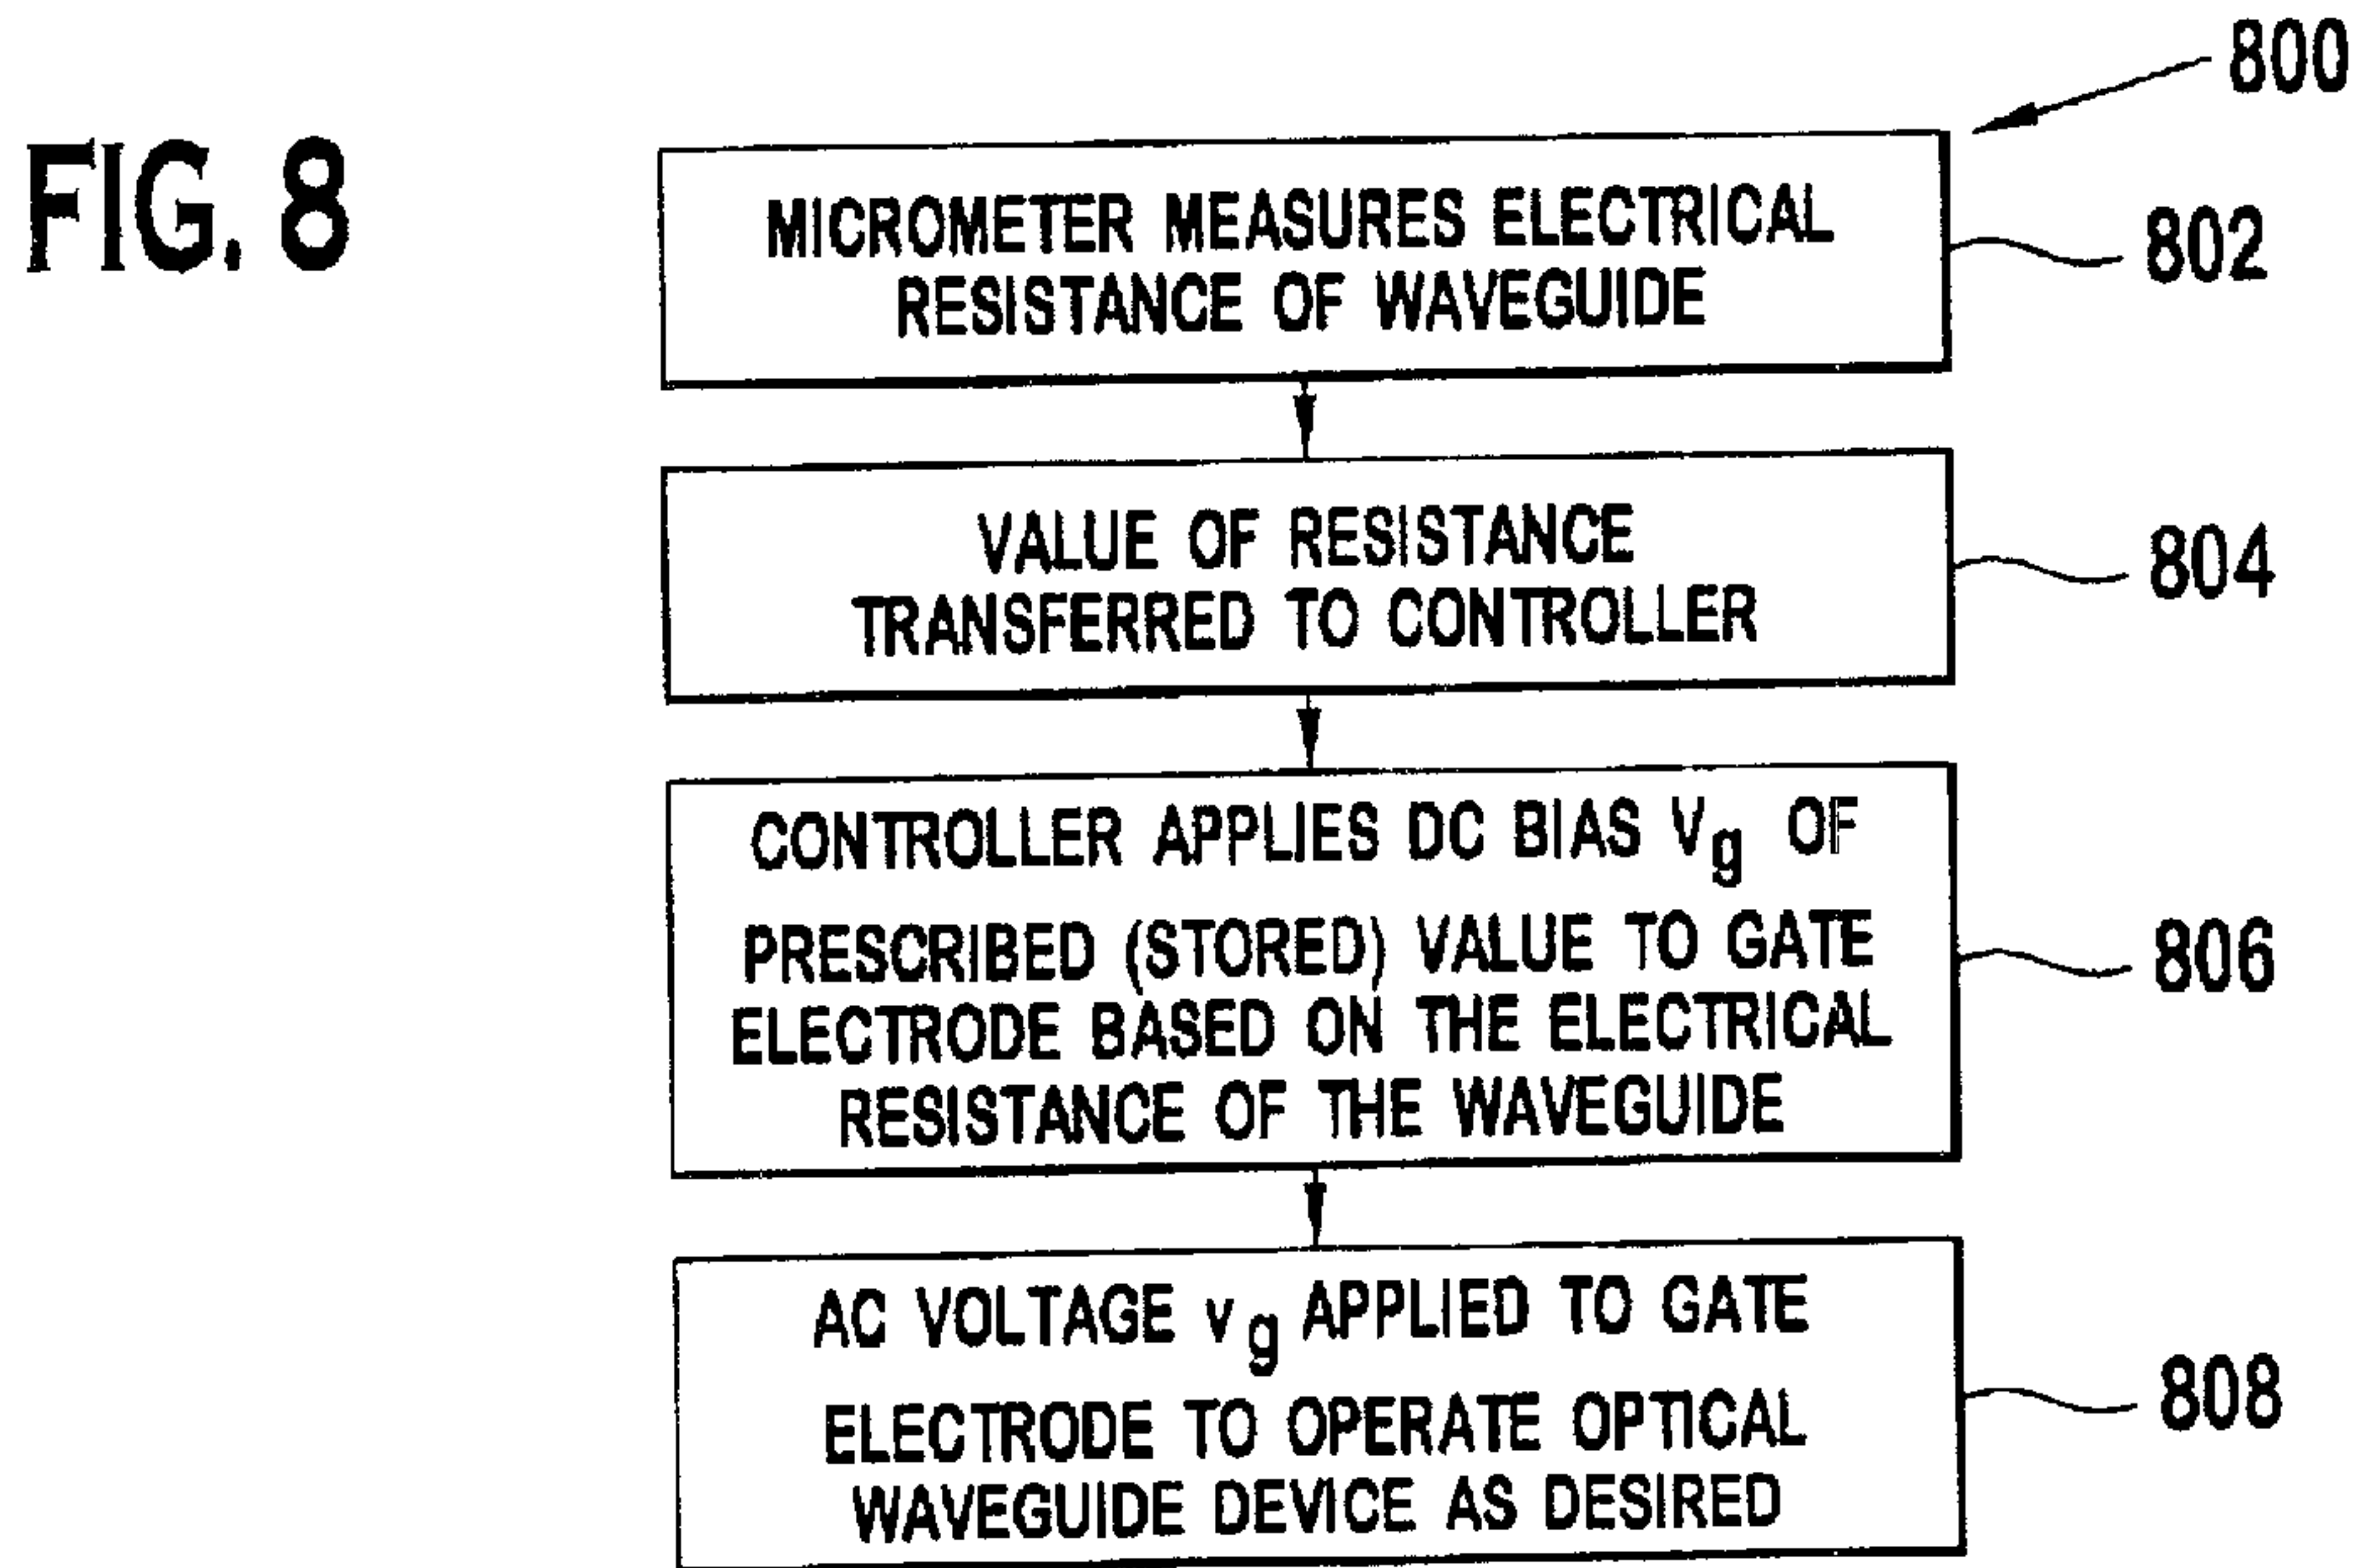 FIG. 8
800
MICROMETER MEASURES ELECTRICAL
RESISTANCE OF WAVEGUIDE
802
VALUE OF RESISTANCE
TRANSFERRED TO CONTROLLER
804
CONTROLLER APPLIES DC BIAS Vg OF
PRESCRIBED (STORED) VALUE TO GATE
ELECTRODE BASED ON THE ELECTRICAL
RESISTANCE OF THE WAVEGUIDE
806
AC VOLTAGE vg APPLIED TO GATE
ELECTRODE TO OPERATE OPTICAL
WAVEGUIDE DEVICE AS DESIRED
808